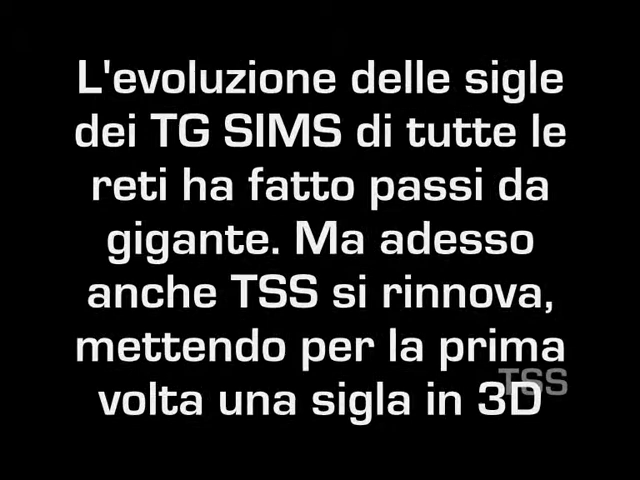 L'evoluzione delle sigle
dei TG SIMS di tutte le
reti ha fatto passi da
gigante. Ma adesso
anche TSS si rinnova,
mettendo per la prima
volta una sigla in 3D
TSS